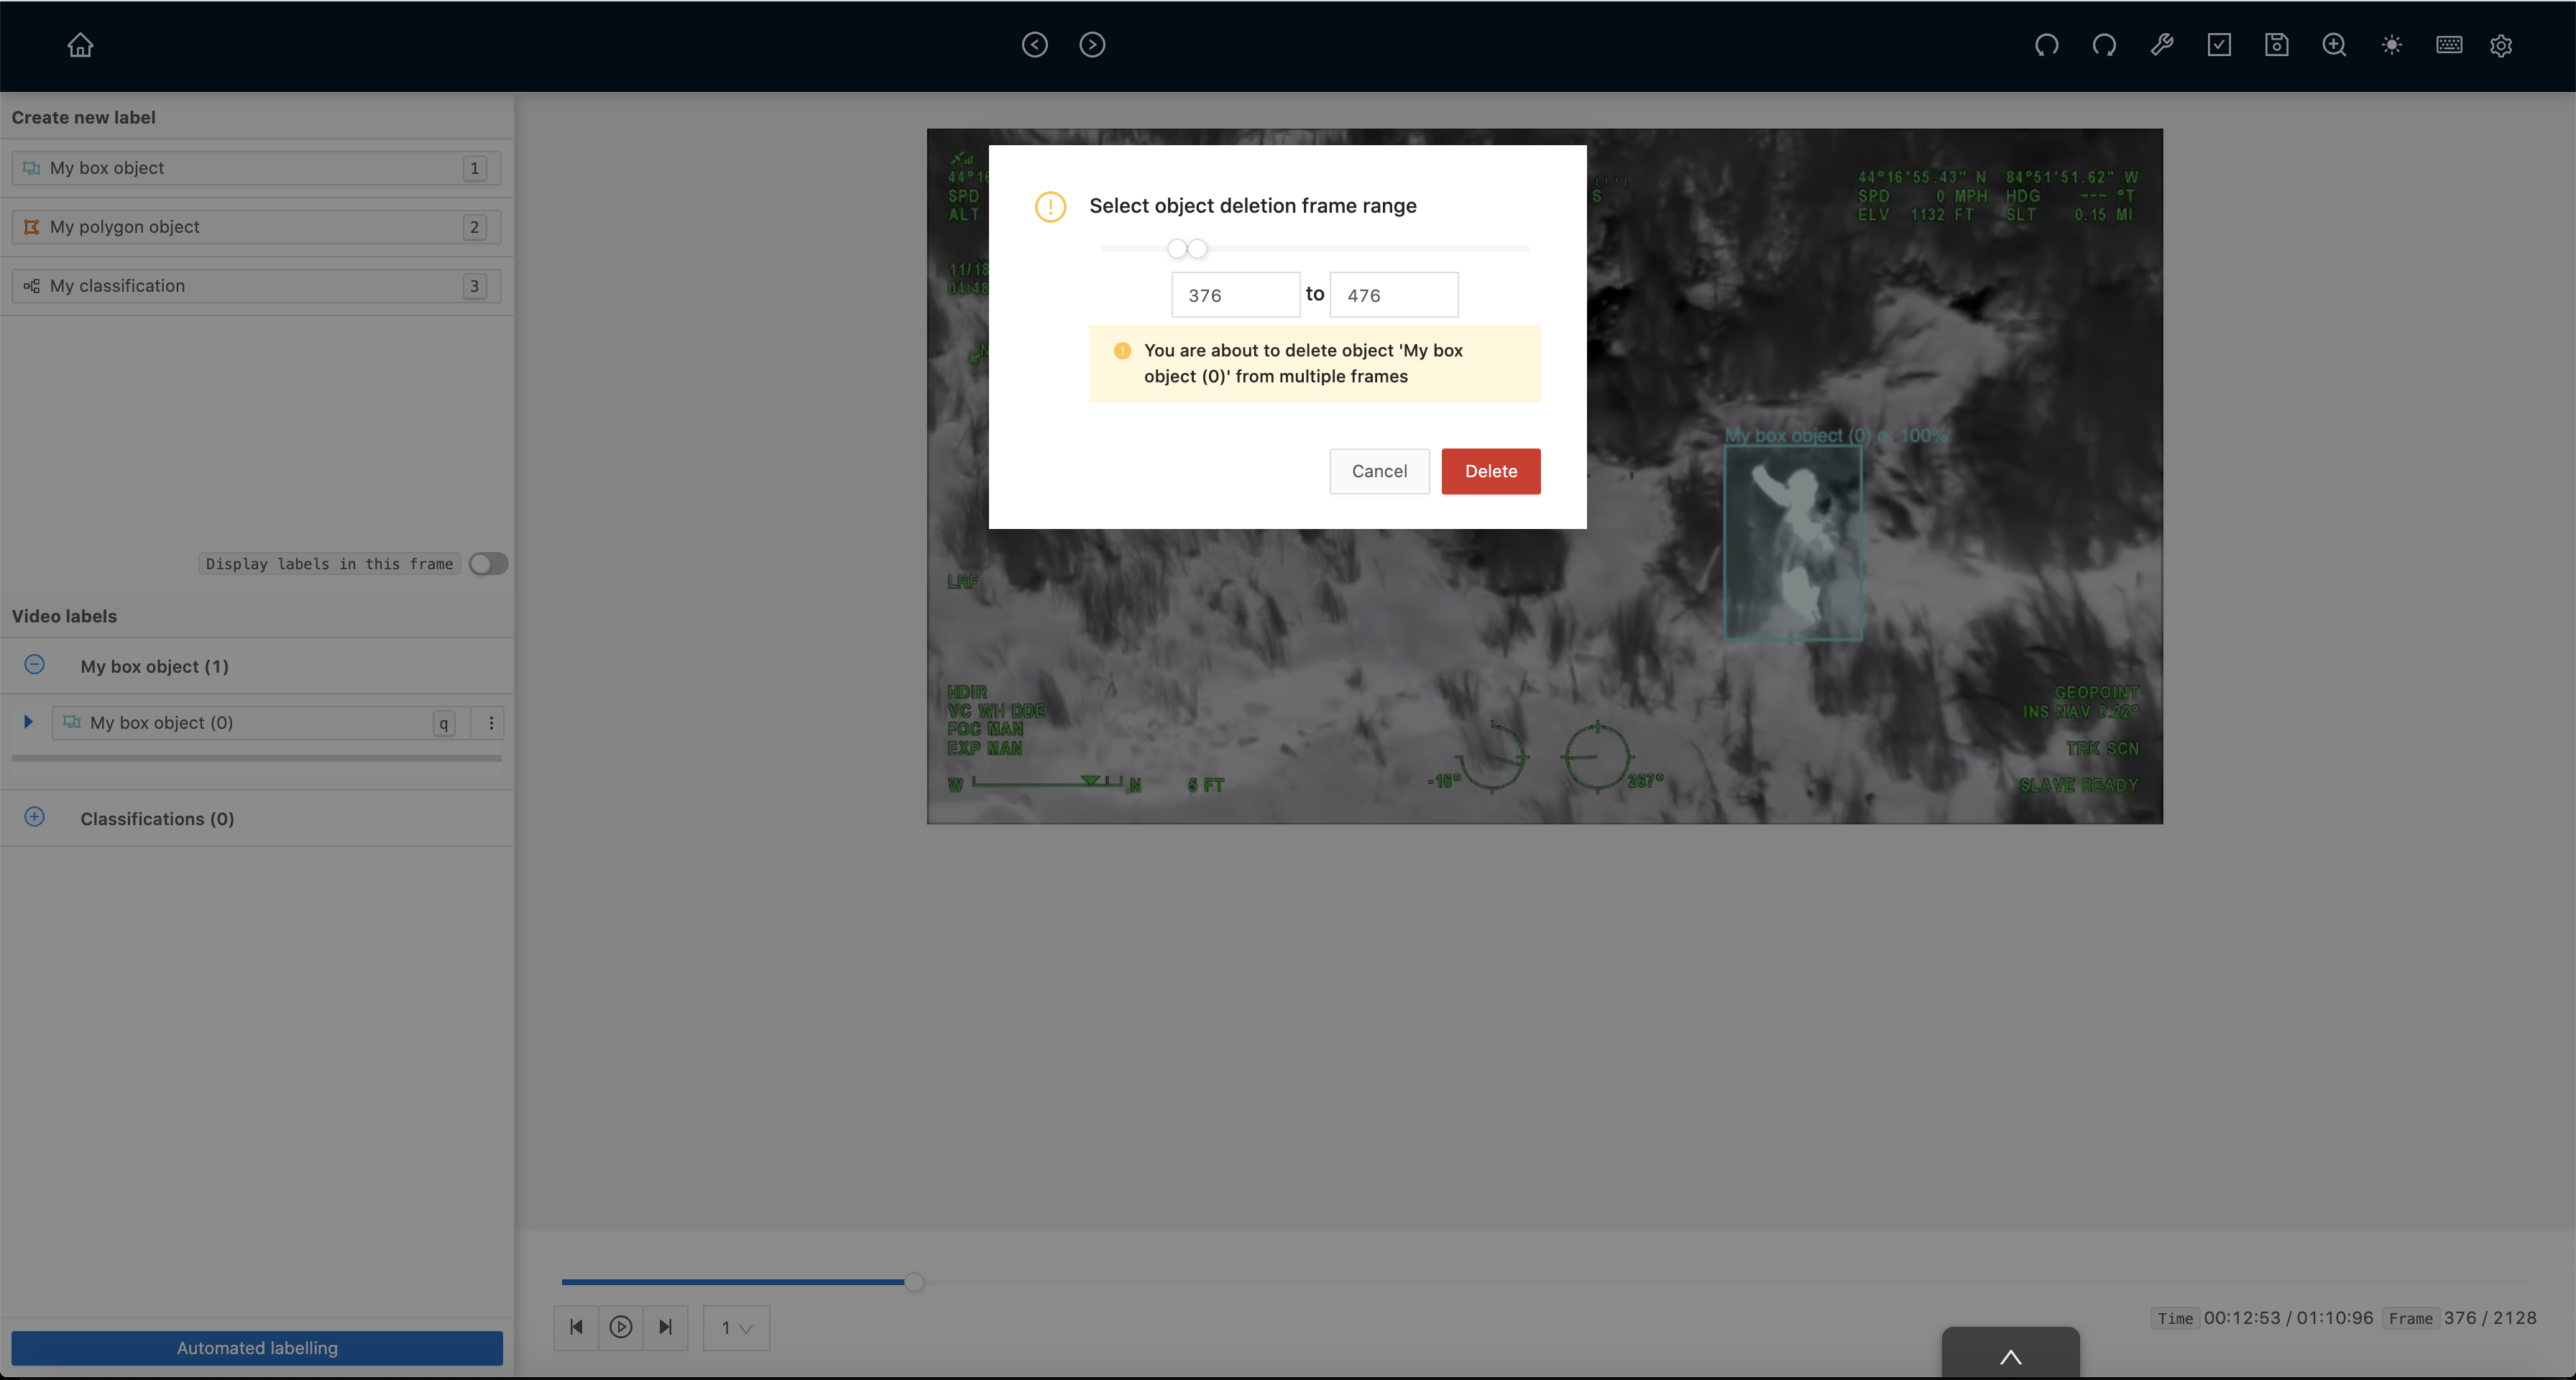 Create new label
My box object 1
My polygon object 2
My classification 3
Display labels in this frame
Video labels
My box object (1)
My box object (0) q
Classifications (0)
Automated labelling
Select object deletion frame range
376 to 476
You are about to delete object 'My box
object (0)' from multiple frames
Cancel Delete
44°16
SPD
ALT
11/18
04:48
N
S
44°16'55.43" N 84°51'51.62" W
SPD 0 MPH HDG --- °T
ELV 1132 FT SLT 0.15 MI
My box object (0) 100%
LRF
HDIR
VC WH DDE
FOC MAN
EXP MAN
W N 5 FT
267°
GEOPOINT
INS NAV 0.22°
TRK SCN
SLAVE READY
1
Time 00:12:53 / 01:10:96 Frame 376 / 2128